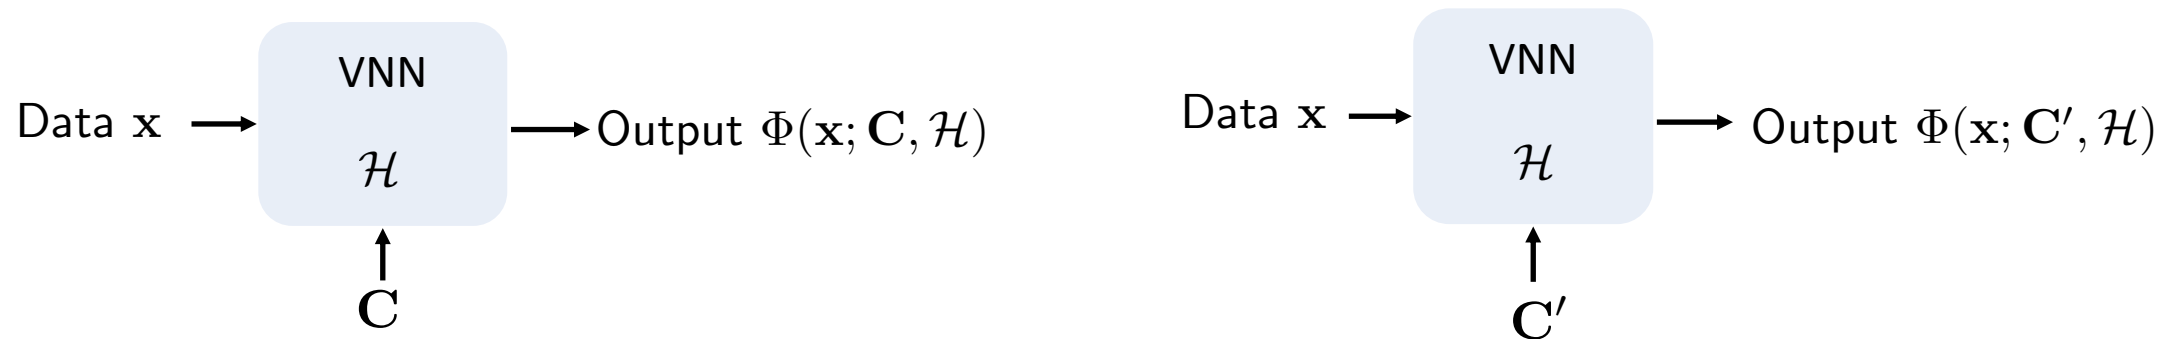 VNN
Data x
Output Φ(x; C, ℋ)
ℋ
C
VNN
Data x
Output Φ(x; C′, ℋ)
ℋ
C′